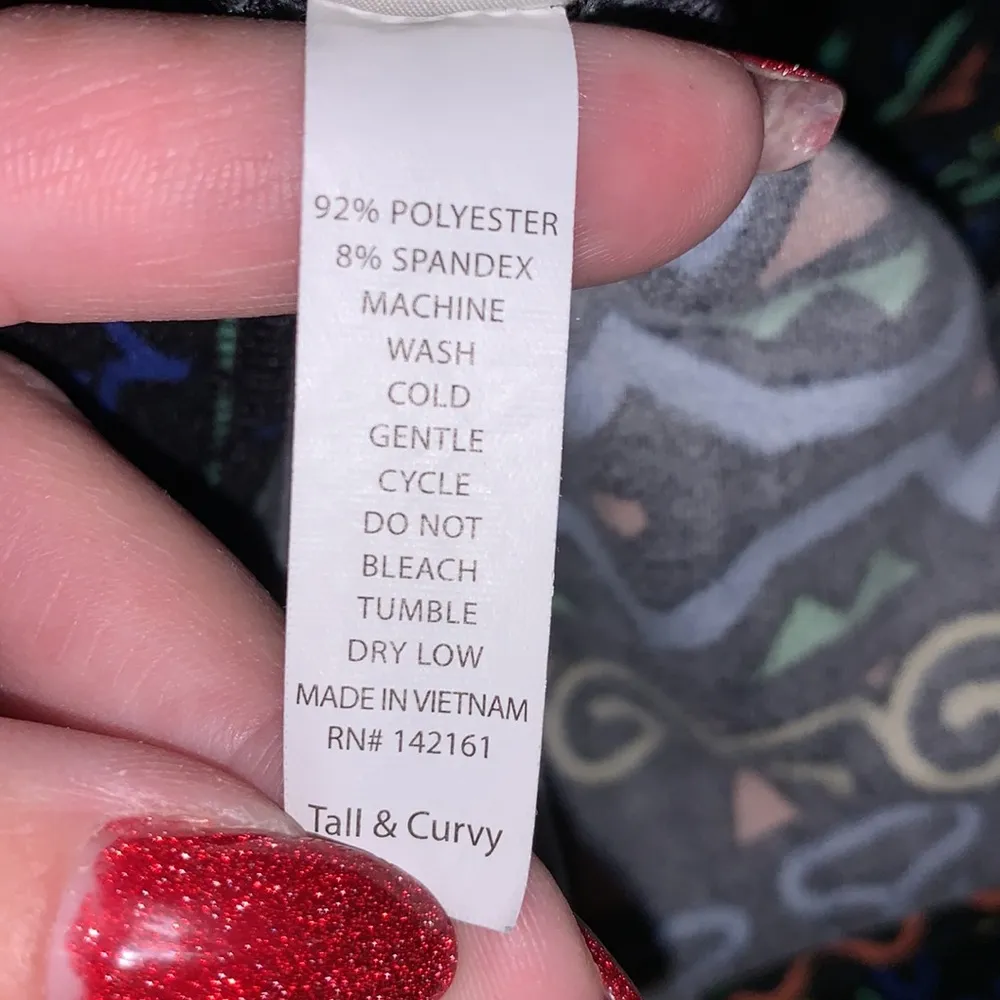 92% POLYESTER
8% SPANDEX
MACHINE
WASH
COLD
GENTLE
CYCLE
DO NOT
BLEACH
TUMBLE
DRY LOW
MADE IN VIETNAM
RN# 142161
Tall & Curvy